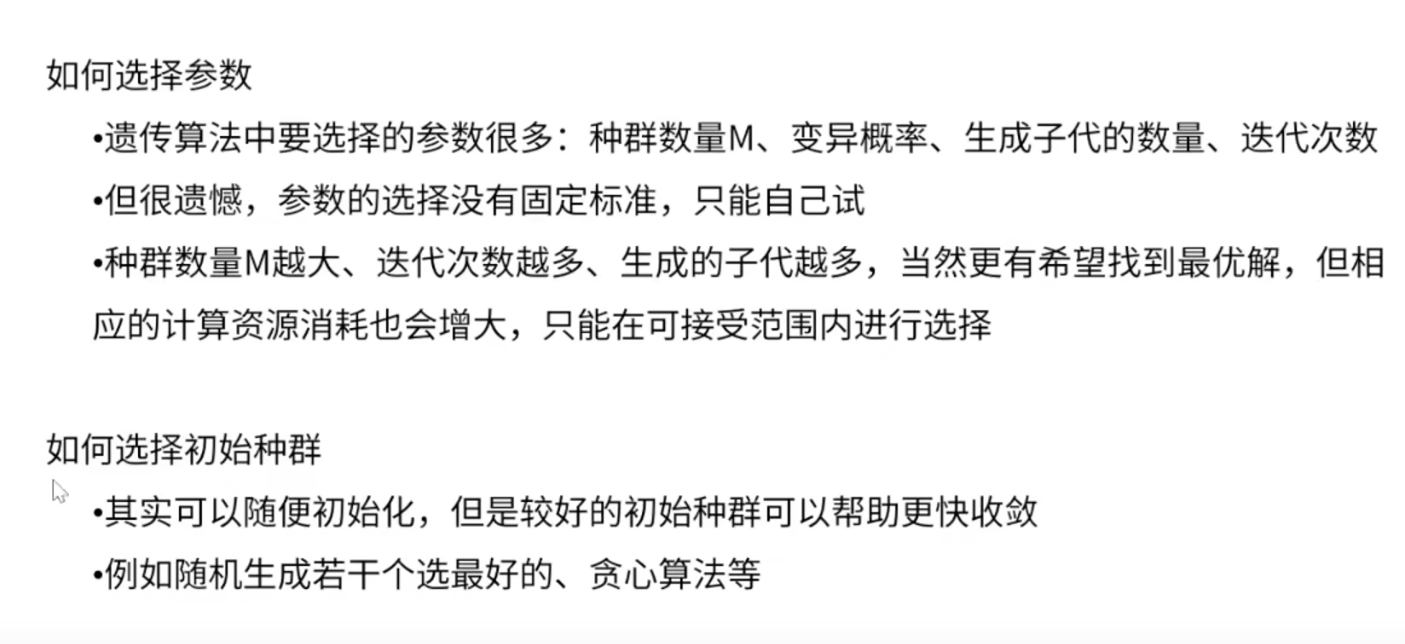 如何选择参数
•遗传算法中要选择的参数很多：种群数量M、变异概率、生成子代的数量、迭代次数
•但很遗憾，参数的选择没有固定标准，只能自己试
•种群数量M越大、迭代次数越多、生成的子代越多，当然更有希望找到最优解，但相
应的计算资源消耗也会增大，只能在可接受范围内进行选择
如何选择初始种群
•其实可以随便初始化，但是较好的初始种群可以帮助更快收敛
•例如随机生成若干个选最好的、贪心算法等